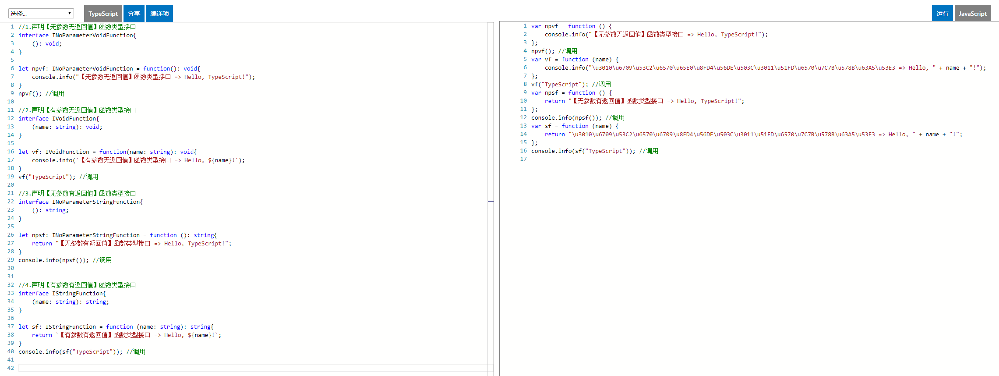 选择...
TypeScript 分享 编译项
运行 JavaScript
1 //1.声明【无参数无返回值】函数类型接口
2 interface INoParameterVoidFunction{
3     (): void;
4 }
5
6 let npvf: INoParameterVoidFunction = function(): void{
7     console.info("【无参数无返回值】函数类型接口 => Hello, TypeScript!");
8 }
9 npvf(); //调用
10
11 //2.声明【有参数无返回值】函数类型接口
12 interface IVoidFunction{
13     (name: string): void;
14 }
15
16 let vf: IVoidFunction = function(name: string): void{
17     console.info(`【有参数无返回值】函数类型接口 => Hello, ${name}!`);
18 }
19 vf("TypeScript"); //调用
20
21 //3.声明【无参数有返回值】函数类型接口
22 interface INoParameterStringFunction{
23     (): string;
24 }
25
26 let npsf: INoParameterStringFunction = function (): string{
27     return "【无参数有返回值】函数类型接口 => Hello, TypeScript!";
28 }
29 console.info(npsf()); //调用
30
31
32 //4.声明【有参数有返回值】函数类型接口
33 interface IStringFunction{
34     (name: string): string;
35 }
36
37 let sf: IStringFunction = function (name: string): string{
38     return `【有参数有返回值】函数类型接口 => Hello, ${name}!`;
39 }
40 console.info(sf("TypeScript")); //调用
41
42
1 var npvf = function () {
2     console.info("【无参数无返回值】函数类型接口 => Hello, TypeScript!");
3 };
4 npvf(); //调用
5 var vf = function (name) {
6     console.info("\u3010\u6709\u53C2\u6570\u65E0\u8FD4\u56DE\u503C\u3011\u51FD\u6570\u7C7B\u578B\u63A5\u53E3 => Hello, " + name + "!");
7 };
8 vf("TypeScript"); //调用
9 var npsf = function () {
10     return "【无参数有返回值】函数类型接口 => Hello, TypeScript!";
11 };
12 console.info(npsf()); //调用
13 var sf = function (name) {
14     return "\u3010\u6709\u53C2\u6570\u6709\u8FD4\u56DE\u503C\u3011\u51FD\u6570\u7C7B\u578B\u63A5\u53E3 => Hello, " + name + "!";
15 };
16 console.info(sf("TypeScript")); //调用
17